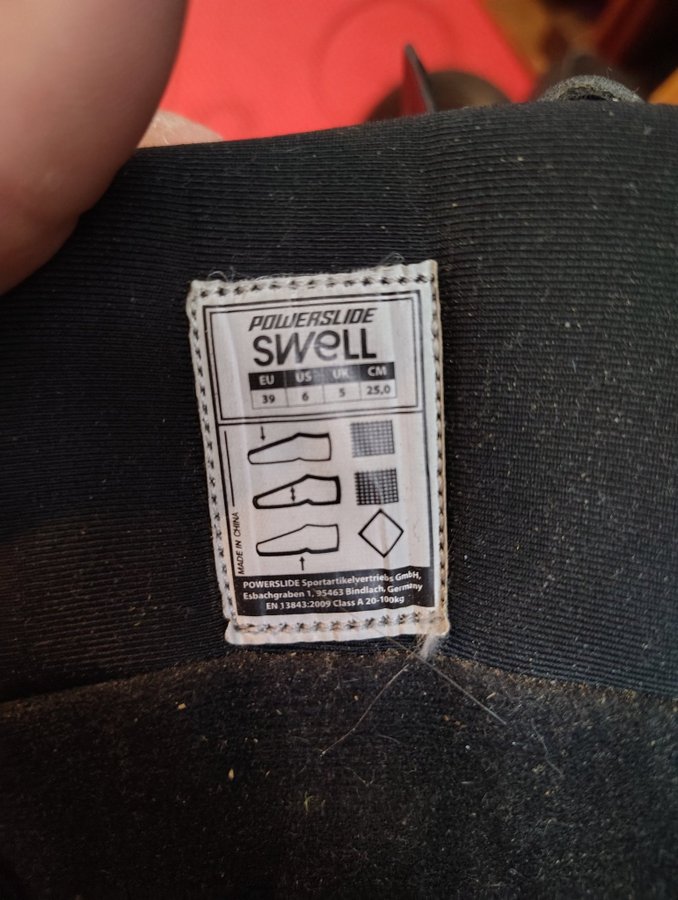 POWERSLIDE
SWELL
EU US UK CM
39 6 5 25,0
MADE IN CHINA
POWERSLIDE Sportartikelvertriebs GmbH,
Esbachgraben 1, 95463 Bindlach, Germany
EN 13843:2009 Class A 20-100kg